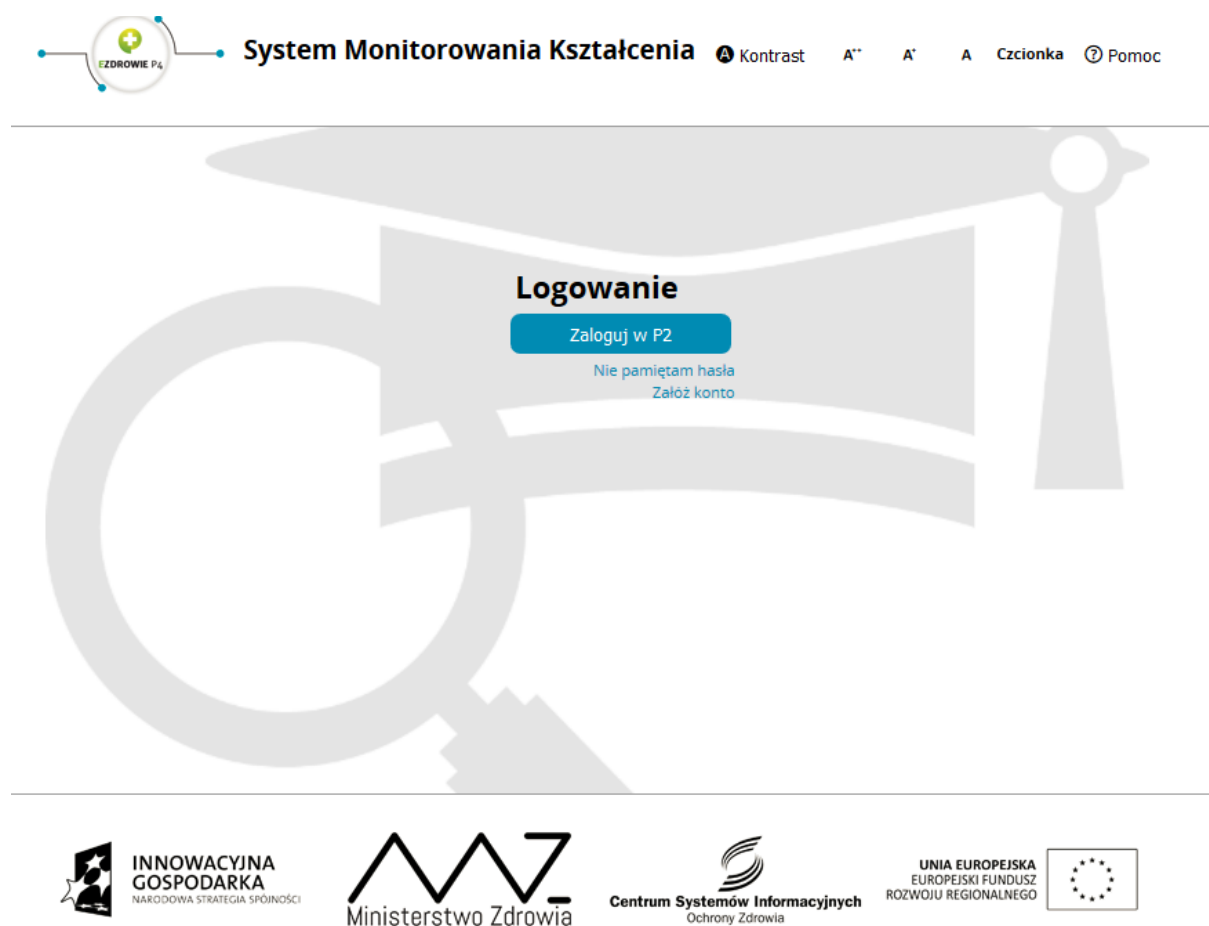 EZDROWIE P4
System Monitorowania Kształcenia
A Kontrast
A++
A+
A
Czcionka
? Pomoc
Logowanie
Zaloguj w P2
Nie pamiętam hasła
Załóż konto
INNOWACYJNA
GOSPODARKA
NARODOWA STRATEGIA SPÓJNOŚCI
Ministerstwo Zdrowia
Centrum Systemów Informacyjnych
Ochrony Zdrowia
UNIA EUROPEJSKA
EUROPEJSKI FUNDUSZ
ROZWOJU REGIONALNEGO